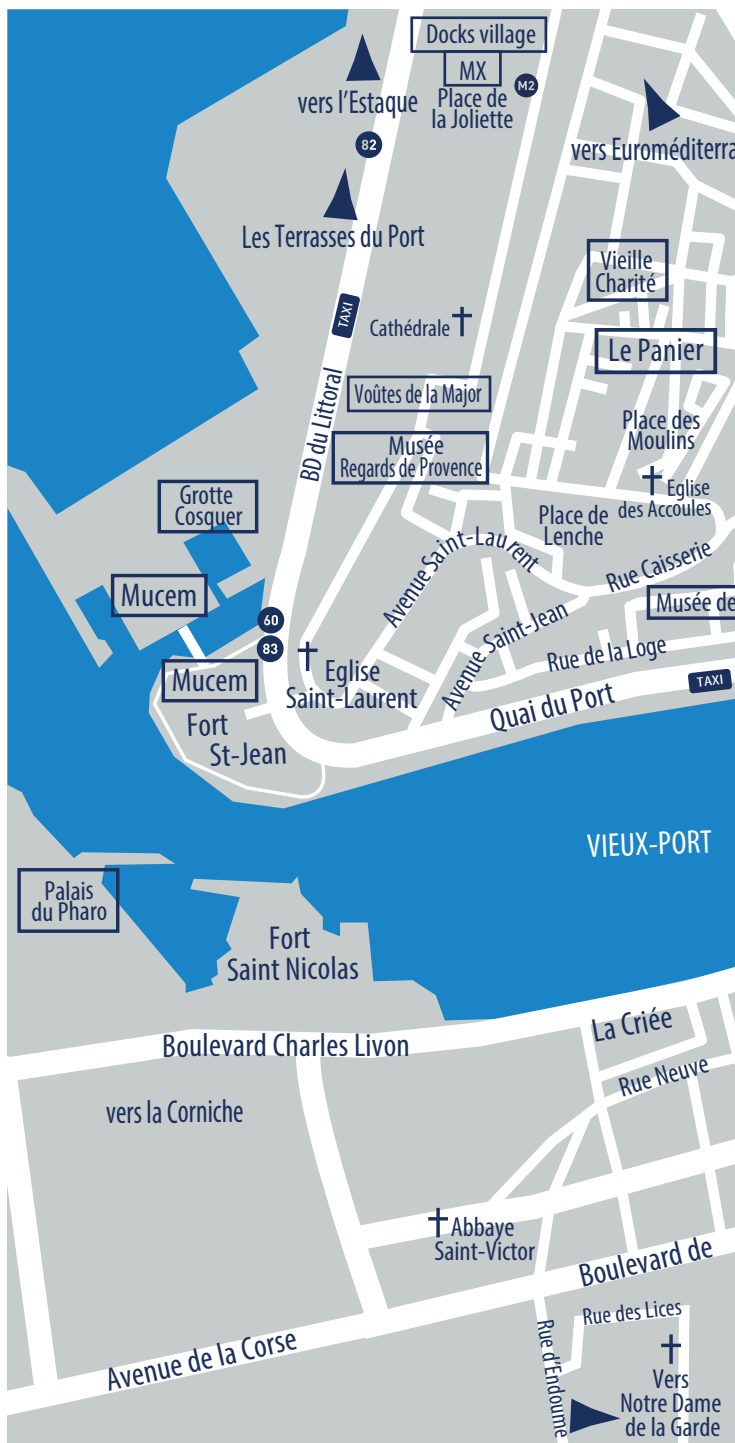 Docks village
MX
M2
Place de
la Joliette
vers l'Estaque
82
vers Euroméditerra
Les Terrasses du Port
Vieille
Charité
TAXI
Cathédrale
Le Panier
BD du Littoral
Voûtes de la Major
Place des
Moulins
Musée
Regards de Provence
Eglise
des Accoules
Grotte
Cosquer
Place de
Lenche
Avenue Saint-Laurent
Rue Caisserie
Mucem
Musée de
60
83
Avenue Saint-Jean
Rue de la Loge
Mucem
Eglise
Saint-Laurent
TAXI
Quai du Port
Fort
St-Jean
VIEUX-PORT
Palais
du Pharo
Fort
Saint Nicolas
La Criée
Boulevard Charles Livon
Rue Neuve
vers la Corniche
Abbaye
Saint-Victor
Boulevard de
Rue des Lices
Avenue de la Corse
Rue d'Endoume
Vers
Notre Dame
de la Garde